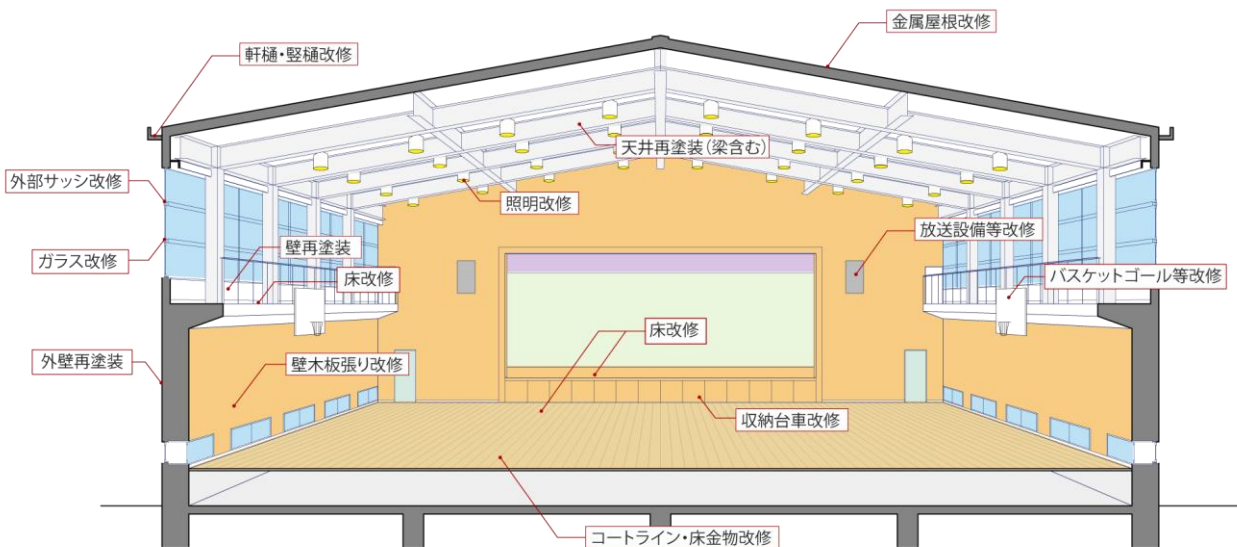 金属屋根改修
軒樋・竪樋改修
天井再塗装（梁含む）
外部サッシ改修
照明改修
放送設備等改修
壁再塗装
ガラス改修
床改修
バスケットゴール等改修
床改修
外壁再塗装
壁木板張り改修
収納台車改修
コートライン・床金物改修